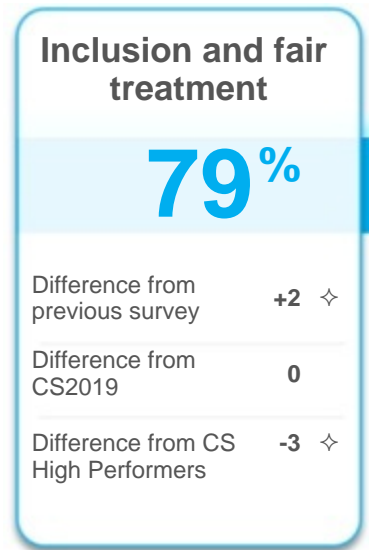 Inclusion and fair
treatment
79%
Difference from
previous survey +2 ✧
Difference from
CS2019 0
Difference from CS -3 ✧
High Performers